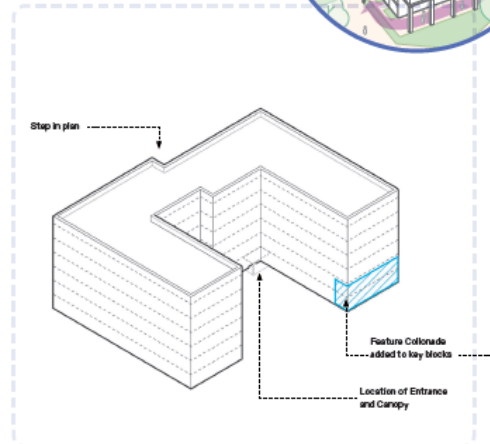 Step in plan
Feature Collonade
added to key blocks
Location of Entrance
and Canopy